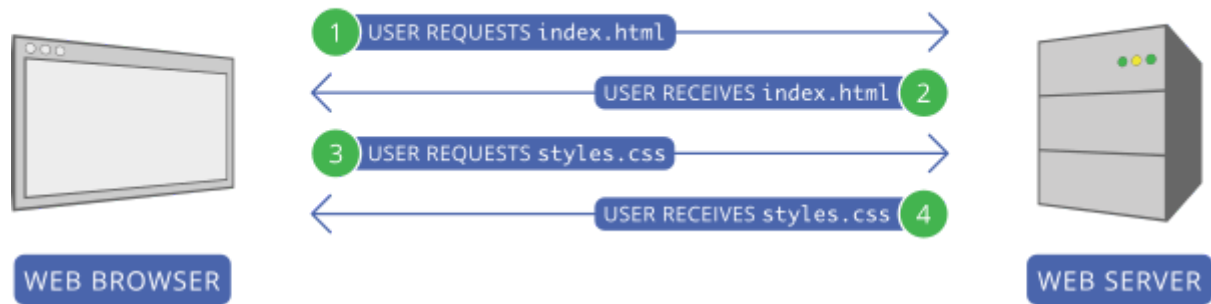 1 USER REQUESTS index.html
USER RECEIVES index.html 2
3 USER REQUESTS styles.css
USER RECEIVES styles.css 4
WEB BROWSER
WEB SERVER